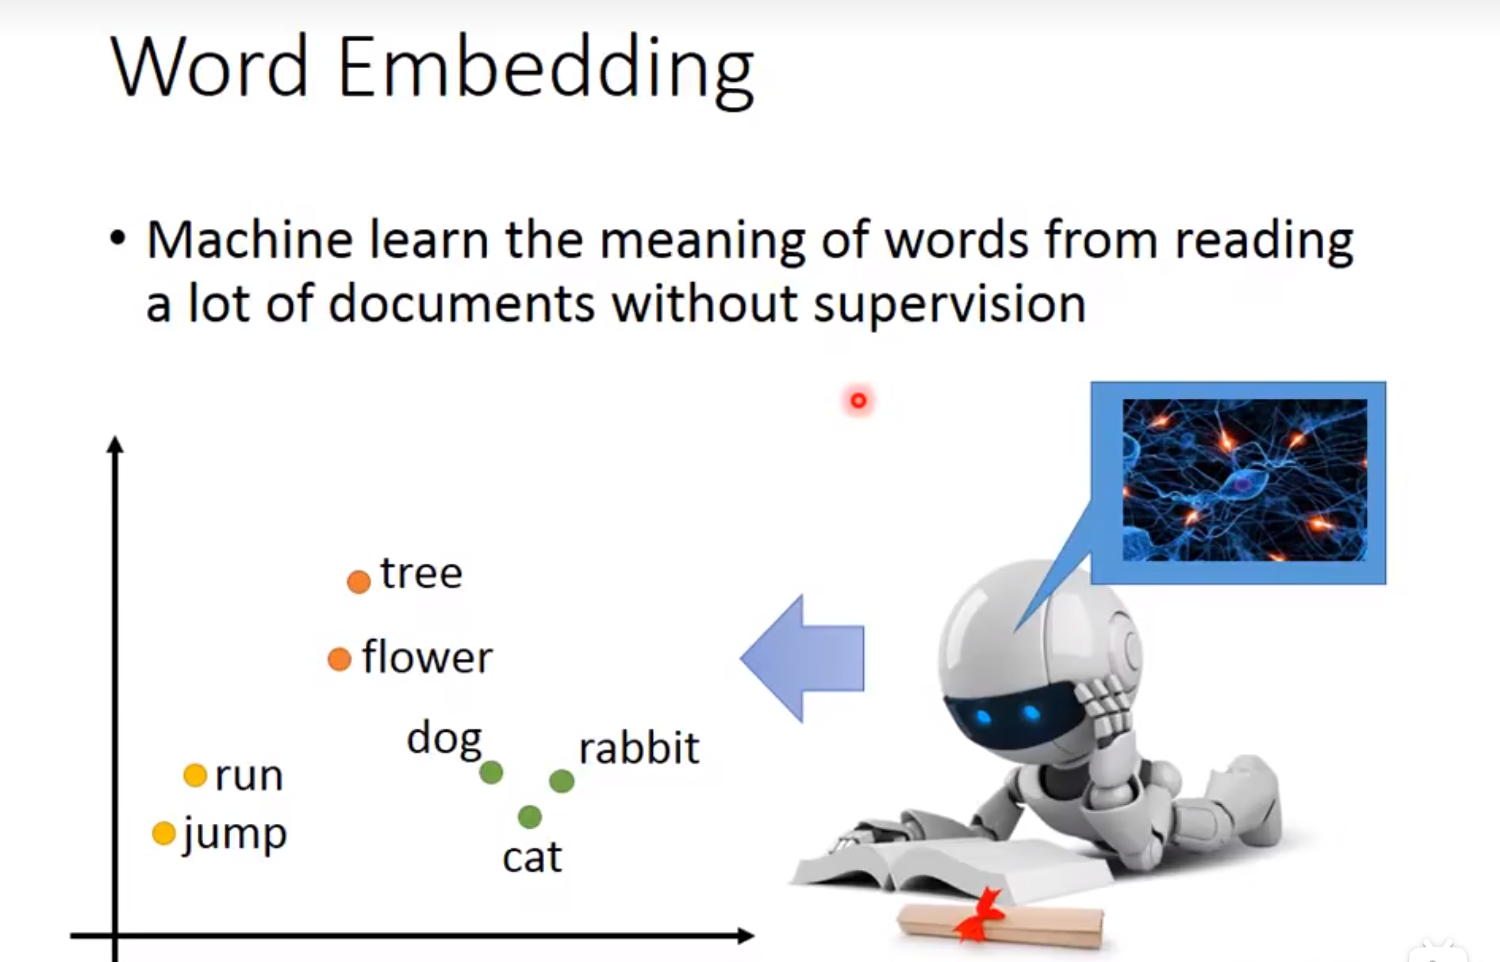 Word Embedding
• Machine learn the meaning of words from reading
a lot of documents without supervision
tree
flower
dog
rabbit
run
jump
cat